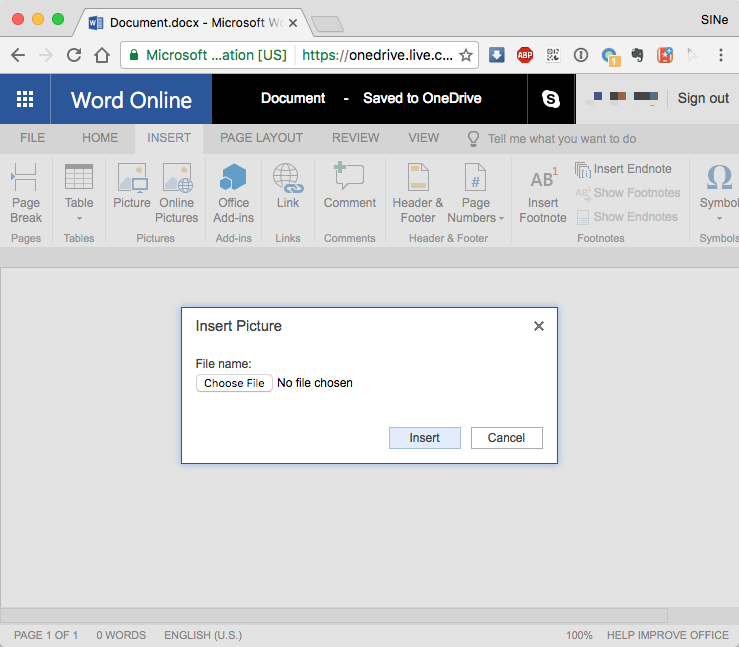 Document.docx - Microsoft Wo
SINe
Microsoft ...ation [US] https://onedrive.live.c...
ABP
1
Word Online
Document - Saved to OneDrive
Sign out
FILE HOME INSERT PAGE LAYOUT REVIEW VIEW Tell me what you want to do
Page Break
Table
Picture
Online Pictures
Office Add-ins
Link
Comment
Header & Footer
#
Page Numbers
AB1
Insert Footnote
Insert Endnote
AB1 Show Footnotes
Show Endnotes
Ω
Symbol
Pages Tables Pictures Add-ins Links Comments Header & Footer Footnotes Symbols
Insert Picture
File name:
Choose File No file chosen
Insert Cancel
PAGE 1 OF 1 0 WORDS ENGLISH (U.S.) 100% HELP IMPROVE OFFICE